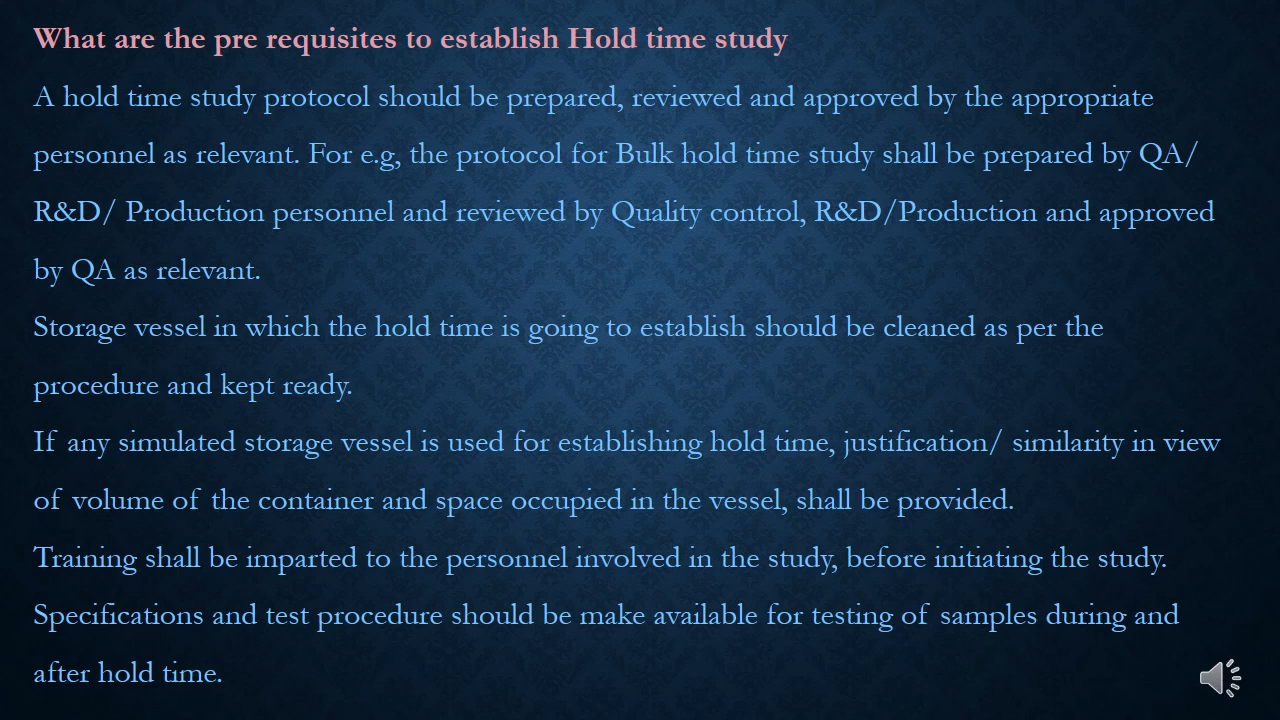 What are the pre requisites to establish Hold time study
A hold time study protocol should be prepared, reviewed and approved by the appropriate
personnel as relevant. For e.g, the protocol for Bulk hold time study shall be prepared by QA/
R&D/ Production personnel and reviewed by Quality control, R&D/Production and approved
by QA as relevant.
Storage vessel in which the hold time is going to establish should be cleaned as per the
procedure and kept ready.
If any simulated storage vessel is used for establishing hold time, justification/ similarity in view
of volume of the container and space occupied in the vessel, shall be provided.
Training shall be imparted to the personnel involved in the study, before initiating the study.
Specifications and test procedure should be make available for testing of samples during and
after hold time.